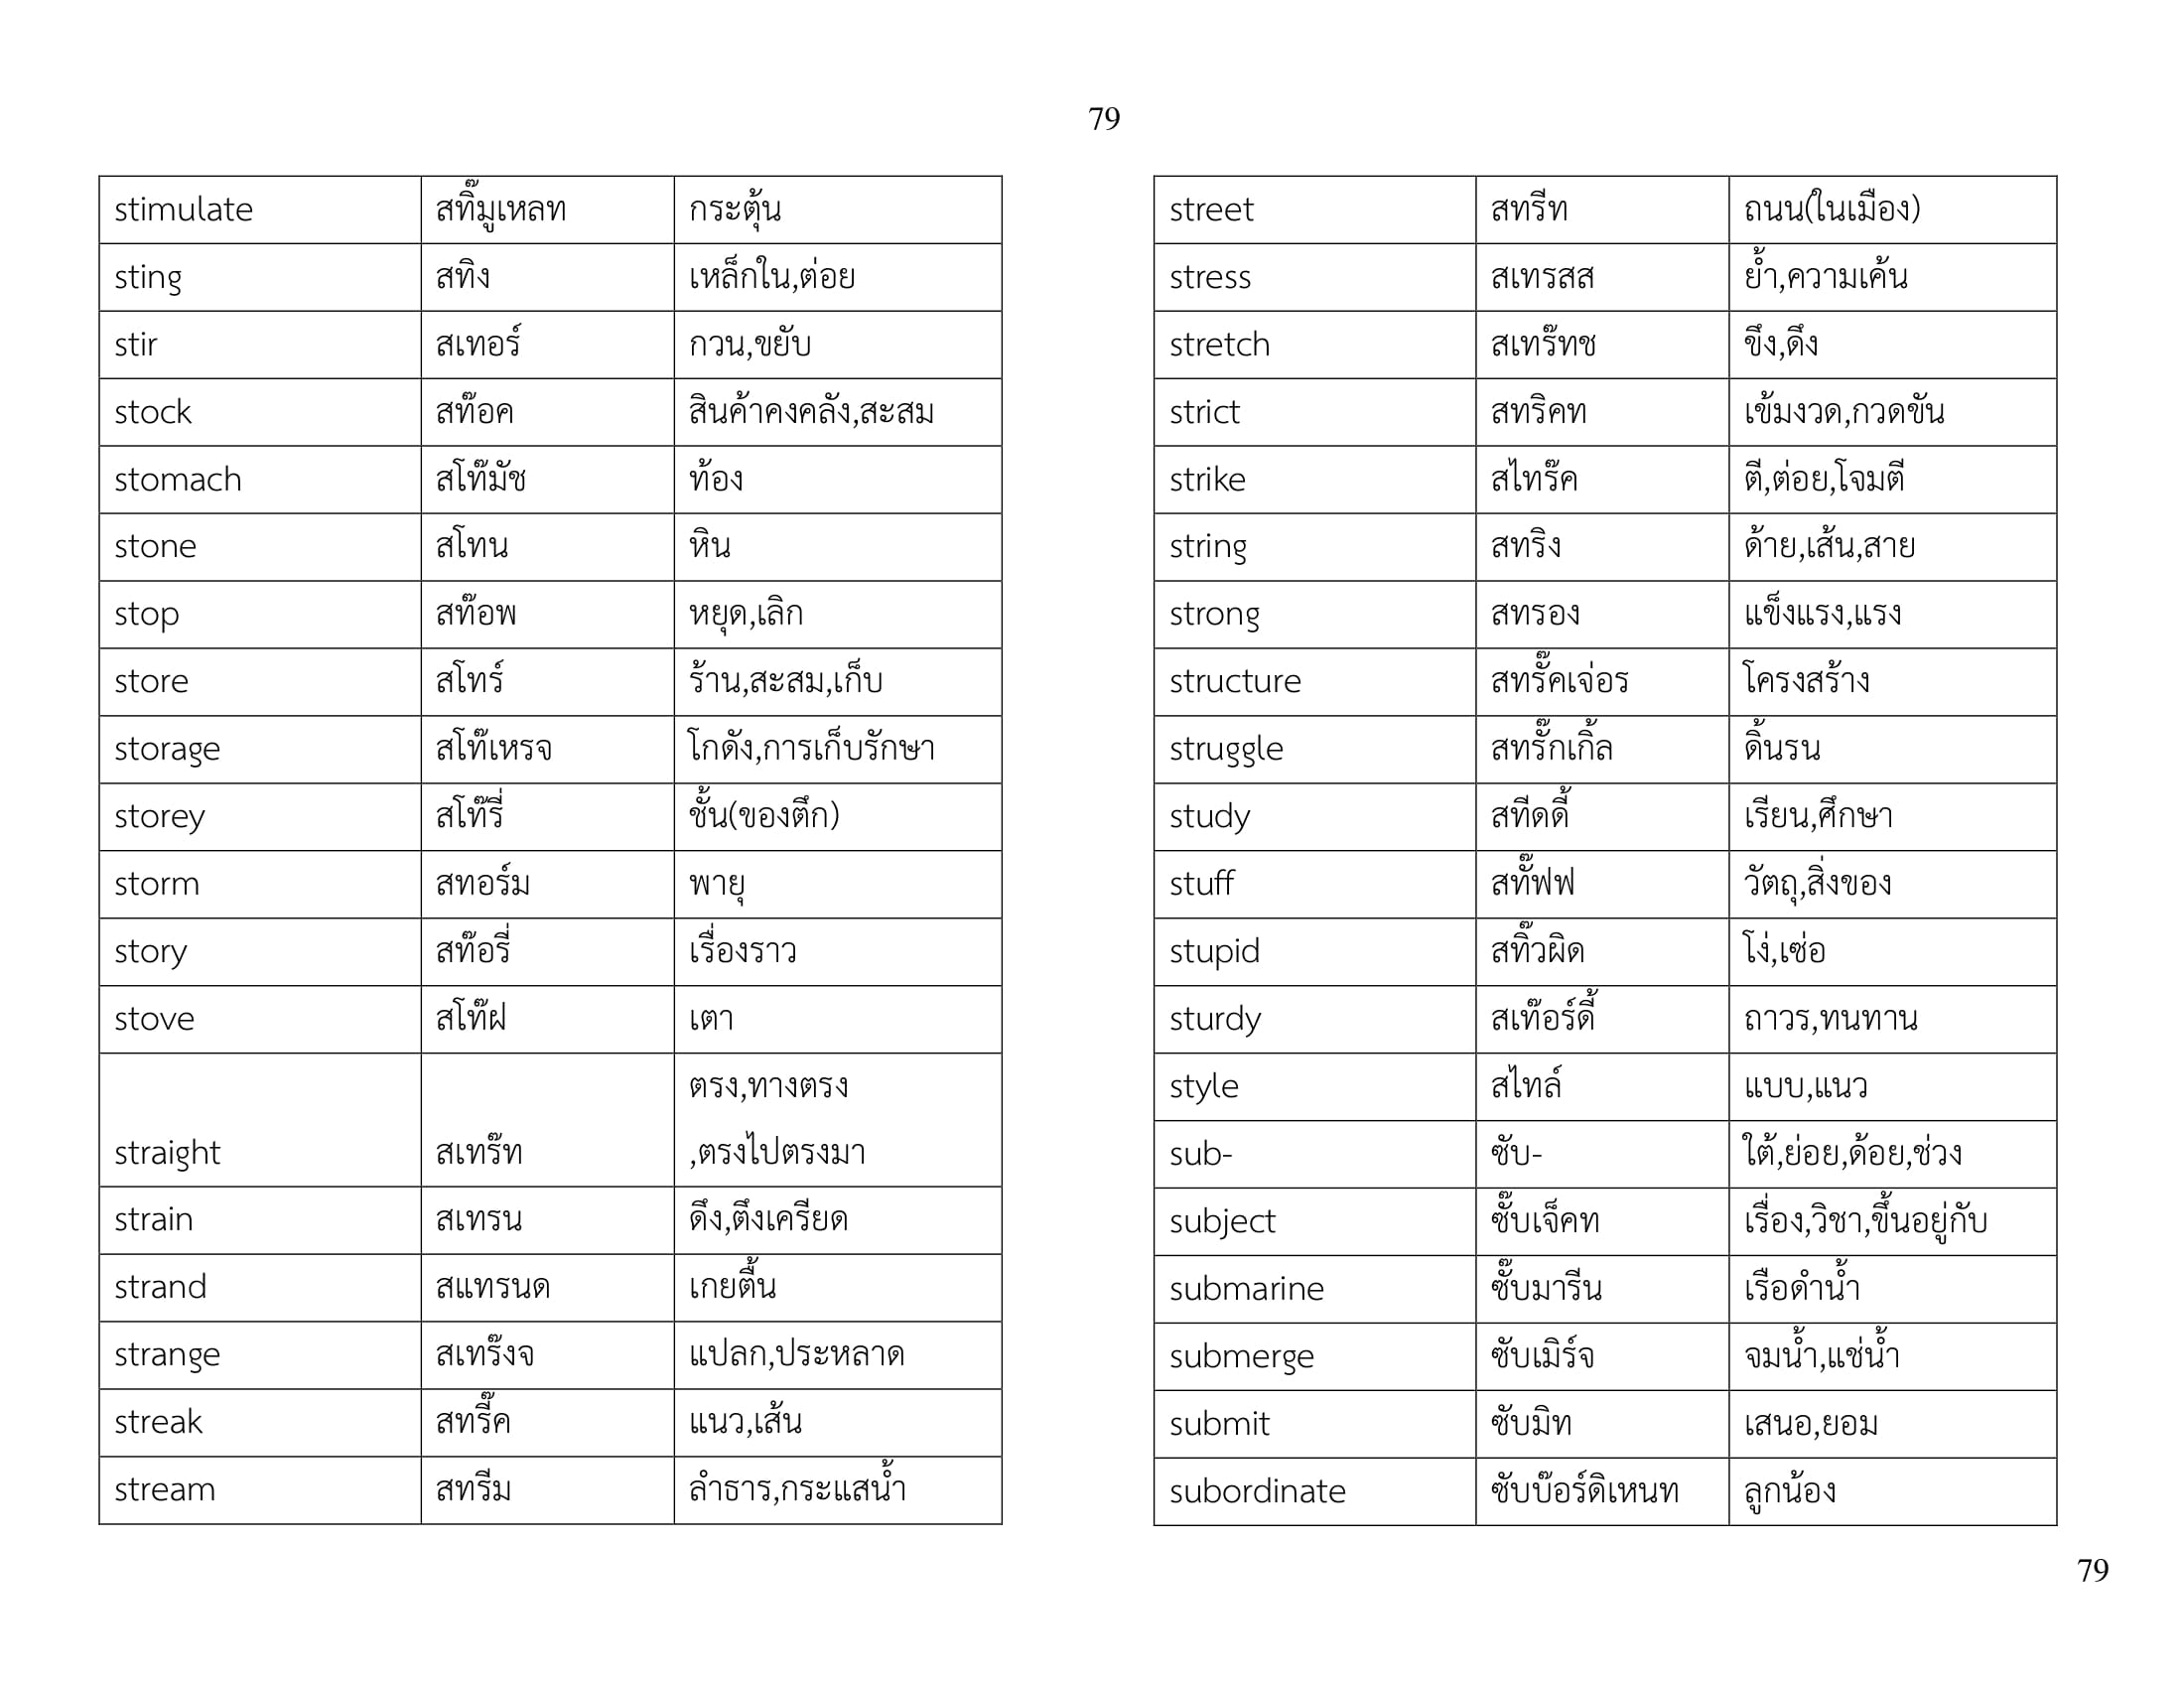 79
stimulate สทิ๊มูเหลท กระตุ้น
sting สทิง เหล็กใน,ต่อย
stir สเทอร์ กวน,ขยับ
stock สท๊อค สินค้าคงคลัง,สะสม
stomach สโท๊มัช ท้อง
stone สโทน หิน
stop สท๊อพ หยุด,เลิก
store สโทร์ ร้าน,สะสม,เก็บ
storage สโท๊เหรจ โกดัง,การเก็บรักษา
storey สโท๊รี่ ชั้น(ของตึก)
storm สทอร์ม พายุ
story สท๊อรี่ เรื่องราว
stove สโท๊ฝ เตา
ตรง,ทางตรง
straight สเทร๊ท ,ตรงไปตรงมา
strain สเทรน ดึง,ตึงเครียด
strand สแทรนด เกยตื้น
strange สเทร๊งจ แปลก,ประหลาด
streak สทรี๊ค แนว,เส้น
stream สทรีม ลำธาร,กระแสน้ำ
street สทรีท ถนน(ในเมือง)
stress สเทรสส ย้ำ,ความเค้น
stretch สเทร๊ทช ขึง,ดึง
strict สทริคท เข้มงวด,กวดขัน
strike สไทร๊ค ตี,ต่อย,โจมตี
string สทริง ด้าย,เส้น,สาย
strong สทรอง แข็งแรง,แรง
structure สทรั๊คเจ่อร โครงสร้าง
struggle สทรั๊กเกิ้ล ดิ้นรน
study สทีดดี้ เรียน,ศึกษา
stuff สทั๊ฟฟ วัตถุ,สิ่งของ
stupid สทิ๊วผิด โง่,เซ่อ
sturdy สเท๊อร์ดี้ ถาวร,ทนทาน
style สไทล์ แบบ,แนว
sub- ซับ- ใต้,ย่อย,ด้อย,ช่วง
subject ซั๊บเจ็คท เรื่อง,วิชา,ขึ้นอยู่กับ
submarine ซั๊บมารีน เรือดำน้ำ
submerge ซับเมิร์จ จมน้ำ,แช่น้ำ
submit ซับมิท เสนอ,ยอม
subordinate ซับบ๊อร์ดิเหนท ลูกน้อง
79